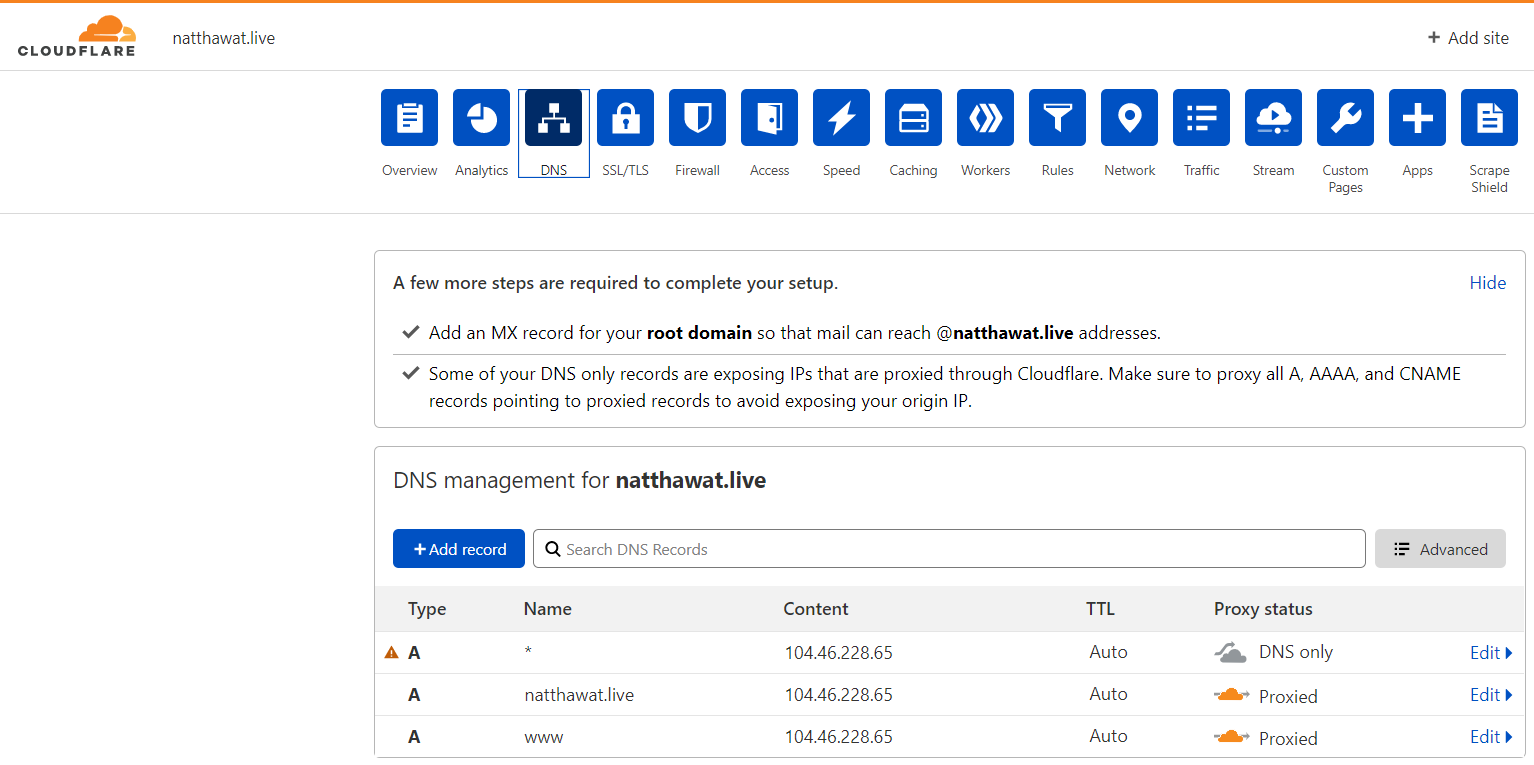 CLOUDFLARE
natthawat.live
+ Add site
Overview
Analytics
DNS
SSL/TLS
Firewall
Access
Speed
Caching
Workers
Rules
Network
Traffic
Stream
Custom
Pages
Apps
Scrape
Shield
A few more steps are required to complete your setup.
Hide
Add an MX record for your root domain so that mail can reach @natthawat.live addresses.
Some of your DNS only records are exposing IPs that are proxied through Cloudflare. Make sure to proxy all A, AAAA, and CNAME
records pointing to proxied records to avoid exposing your origin IP.
DNS management for natthawat.live
+ Add record
Search DNS Records
Advanced
Type Name Content TTL Proxy status
A * 104.46.228.65 Auto DNS only Edit
A natthawat.live 104.46.228.65 Auto Proxied Edit
A www 104.46.228.65 Auto Proxied Edit